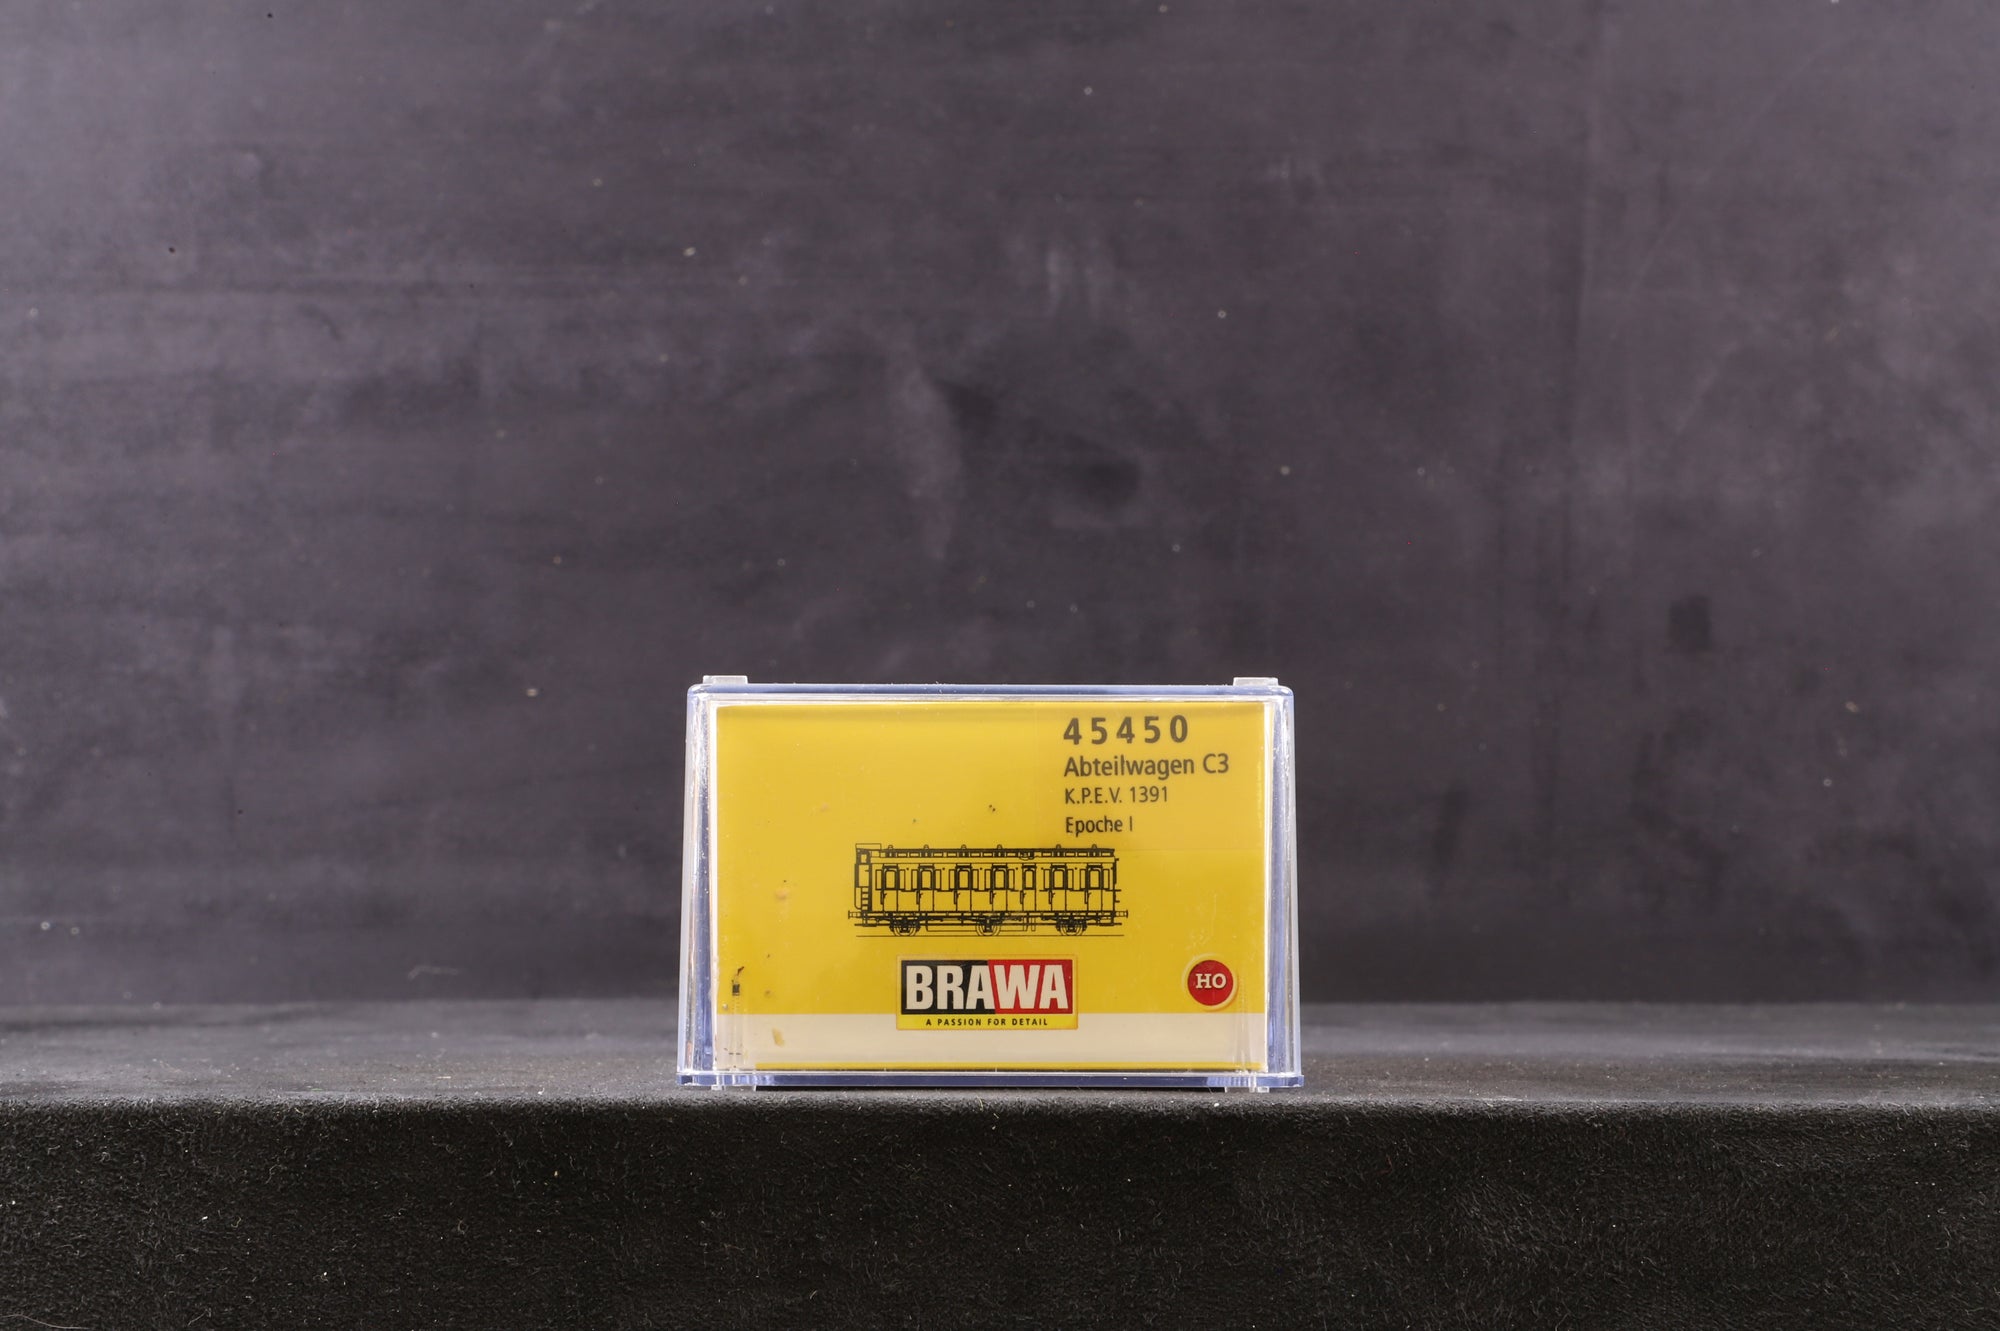 45450
Abteilwagen C3
K.P.E.V. 1391
Epoche I
BRAWA
A PASSION FOR DETAIL
HO